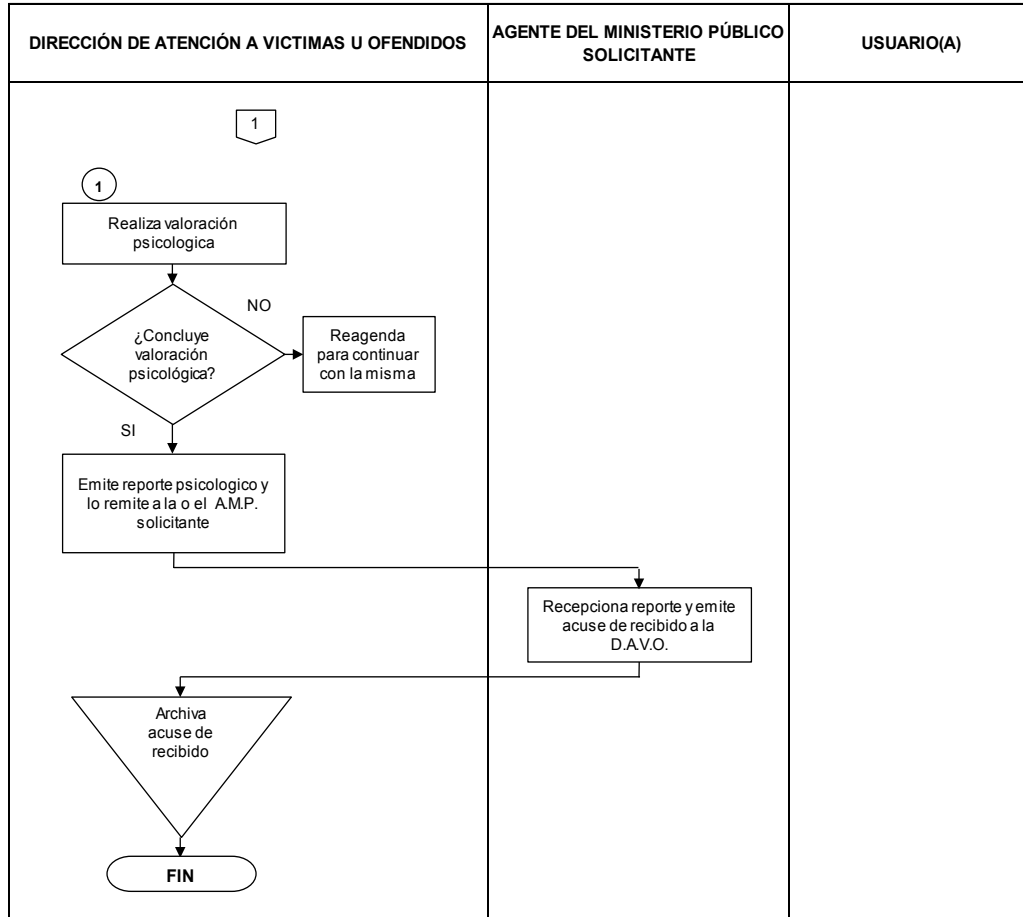 DIRECCIÓN DE ATENCIÓN A VICTIMAS U OFENDIDOS
AGENTE DEL MINISTERIO PÚBLICO
SOLICITANTE
USUARIO(A)
1
1
Realiza valoración
psicologica
¿Concluye
valoración
psicológica?
NO
Reagenda
para continuar
con la misma
SI
Emite reporte psicologico y
lo remite a la o el A.M.P.
solicitante
Recepciona reporte y emite
acuse de recibido a la
D.A.V.O.
Archiva
acuse de
recibido
FIN